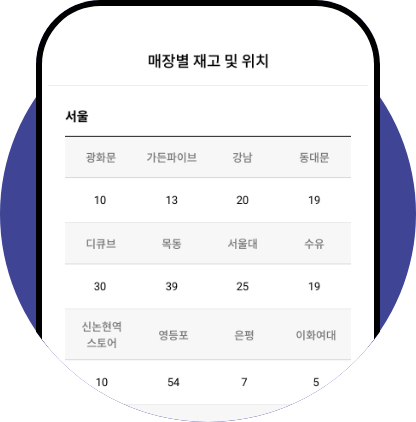 매장별 재고 및 위치
서울
광화문 가든파이브 강남 동대문
10 13 20 19
디큐브 목동 서울대 수유
30 39 25 19
신논현역
스토어 영등포 은평 이화여대
10 54 7 5